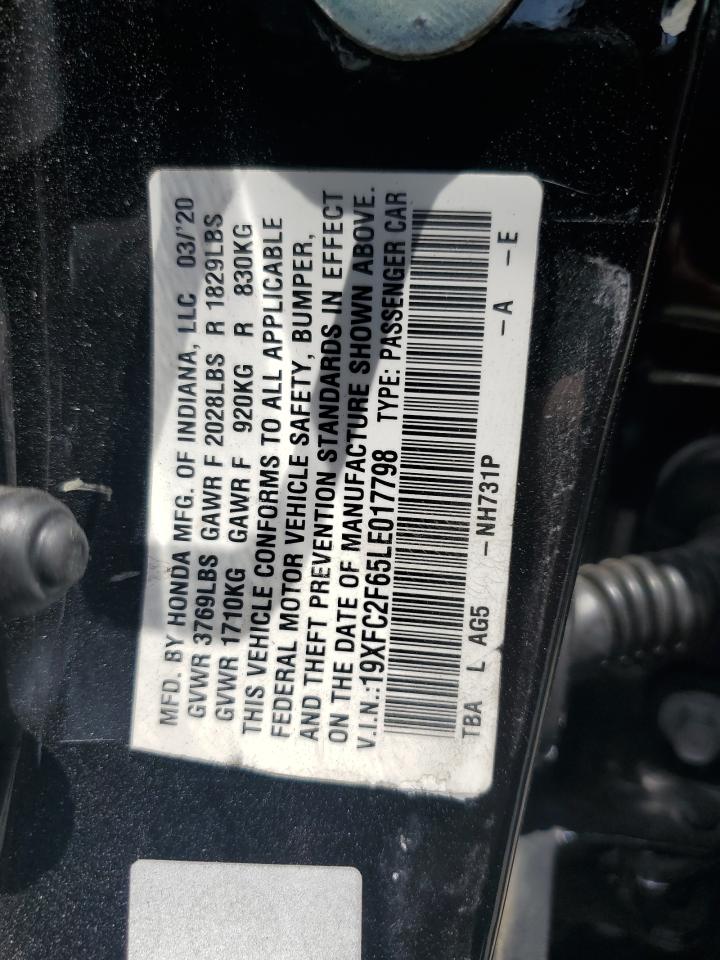 MFD. BY HONDA MFG. OF INDIANA, LLC 03/'20
GVWR 3769LBS GAWR F 2028LBS R 1829LBS
GVWR 1710KG GAWR F 920KG R 830KG
THIS VEHICLE CONFORMS TO ALL APPLICABLE
FEDERAL MOTOR VEHICLE SAFETY, BUMPER,
AND THEFT PREVENTION STANDARDS IN EFFECT
ON THE DATE OF MANUFACTURE SHOWN ABOVE.
V.I.N.:19XFC2F65LE017798 TYPE: PASSENGER CAR
TBA L AG5 -NH731P -A -E